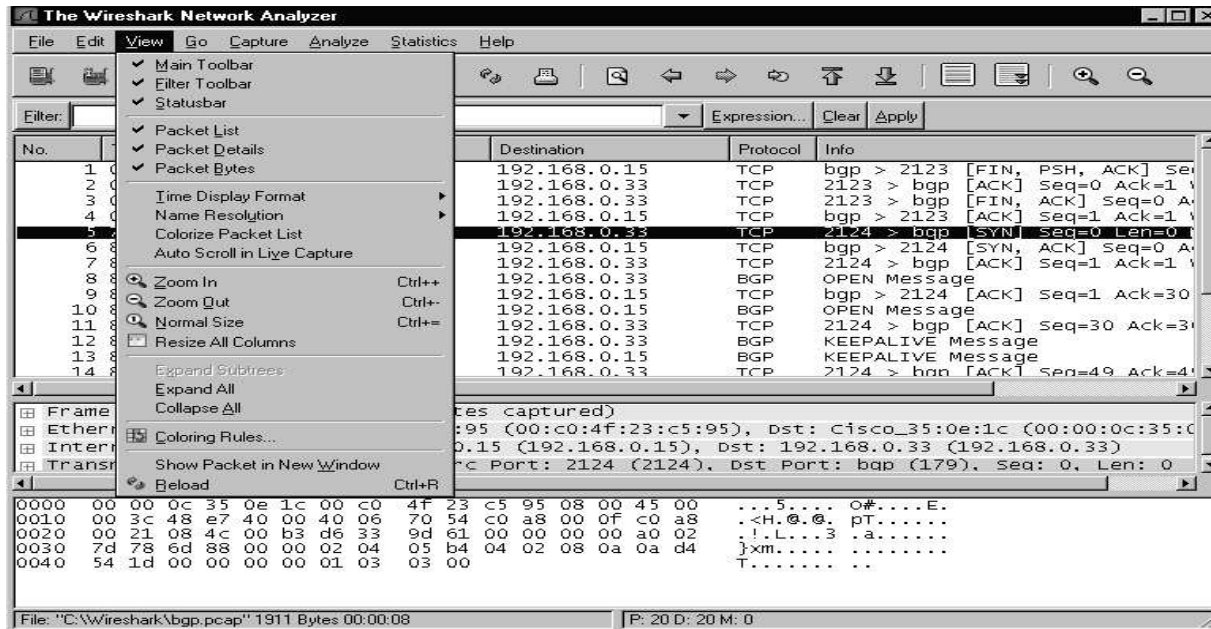 The Wireshark Network Analyzer
File Edit View Go Capture Analyze Statistics Help
Main Toolbar
Filter Toolbar
Statusbar
Packet List
Packet Details
Packet Bytes
Time Display Format
Name Resolution
Colorize Packet List
Auto Scroll in Live Capture
Zoom In Ctrl++
Zoom Out Ctrl+-
Normal Size Ctrl+=
Resize All Columns
Expand Subtrees
Expand All
Collapse All
Coloring Rules...
Show Packet in New Window
Reload Ctrl+R
Filter: Expression... Clear Apply
No. Destination Protocol Info
1 192.168.0.15 TCP bgp > 2123 [FIN, PSH, ACK]
2 192.168.0.33 TCP 2123 > bgp [ACK] Seq=0 Ack=1
3 192.168.0.33 TCP 2123 > bgp [FIN, ACK] Seq=0
4 192.168.0.15 TCP bgp > 2123 [ACK] Seq=1 Ack=1
5 192.168.0.33 TCP 2124 > bgp [SYN] Seq=0 Len=0
6 192.168.0.15 TCP bgp > 2124 [SYN, ACK] Seq=0
7 192.168.0.33 TCP 2124 > bgp [ACK] Seq=1 Ack=1
8 192.168.0.33 BGP OPEN Message
9 192.168.0.15 TCP bgp > 2124 [ACK] Seq=1 Ack=30
10 192.168.0.15 BGP OPEN Message
11 192.168.0.33 TCP 2124 > bgp [ACK] Seq=30
12 192.168.0.33 BGP KEEPALIVE Message
13 192.168.0.15 BGP KEEPALIVE Message
14 192.168.0.33 TCP 2124 > bgp [ACK] Seq=49
Frame tes captured)
Ethern :95 (00:c0:4f:23:c5:95), Dst: Cisco_35:0e:1c (00:00:0c:35:0
Intern 0.15 (192.168.0.15), Dst: 192.168.0.33 (192.168.0.33)
Transm rc Port: 2124 (2124), Dst Port: bgp (179), Seq: 0, Len: 0
0000 00 00 0c 35 0e 1c 00 c0 4f 23 c5 95 08 00 45 00 ...5.... O#....E.
0010 00 3c 48 e7 40 00 40 06 70 54 c0 a8 00 0f c0 a8 .<H.@.@. pT......
0020 00 21 08 4c 00 b3 d6 33 9d 61 00 00 00 00 a0 02 .!.L...3 .a......
0030 7d 78 6d 88 00 00 02 04 05 b4 04 02 08 0a 0a d4 }xm..... ........
0040 54 1d 00 00 00 00 01 03 03 00 T....... ..
File: "C:\Wireshark\bgp.pcap" 1911 Bytes 00:00:08 P: 20 D: 20 M: 0